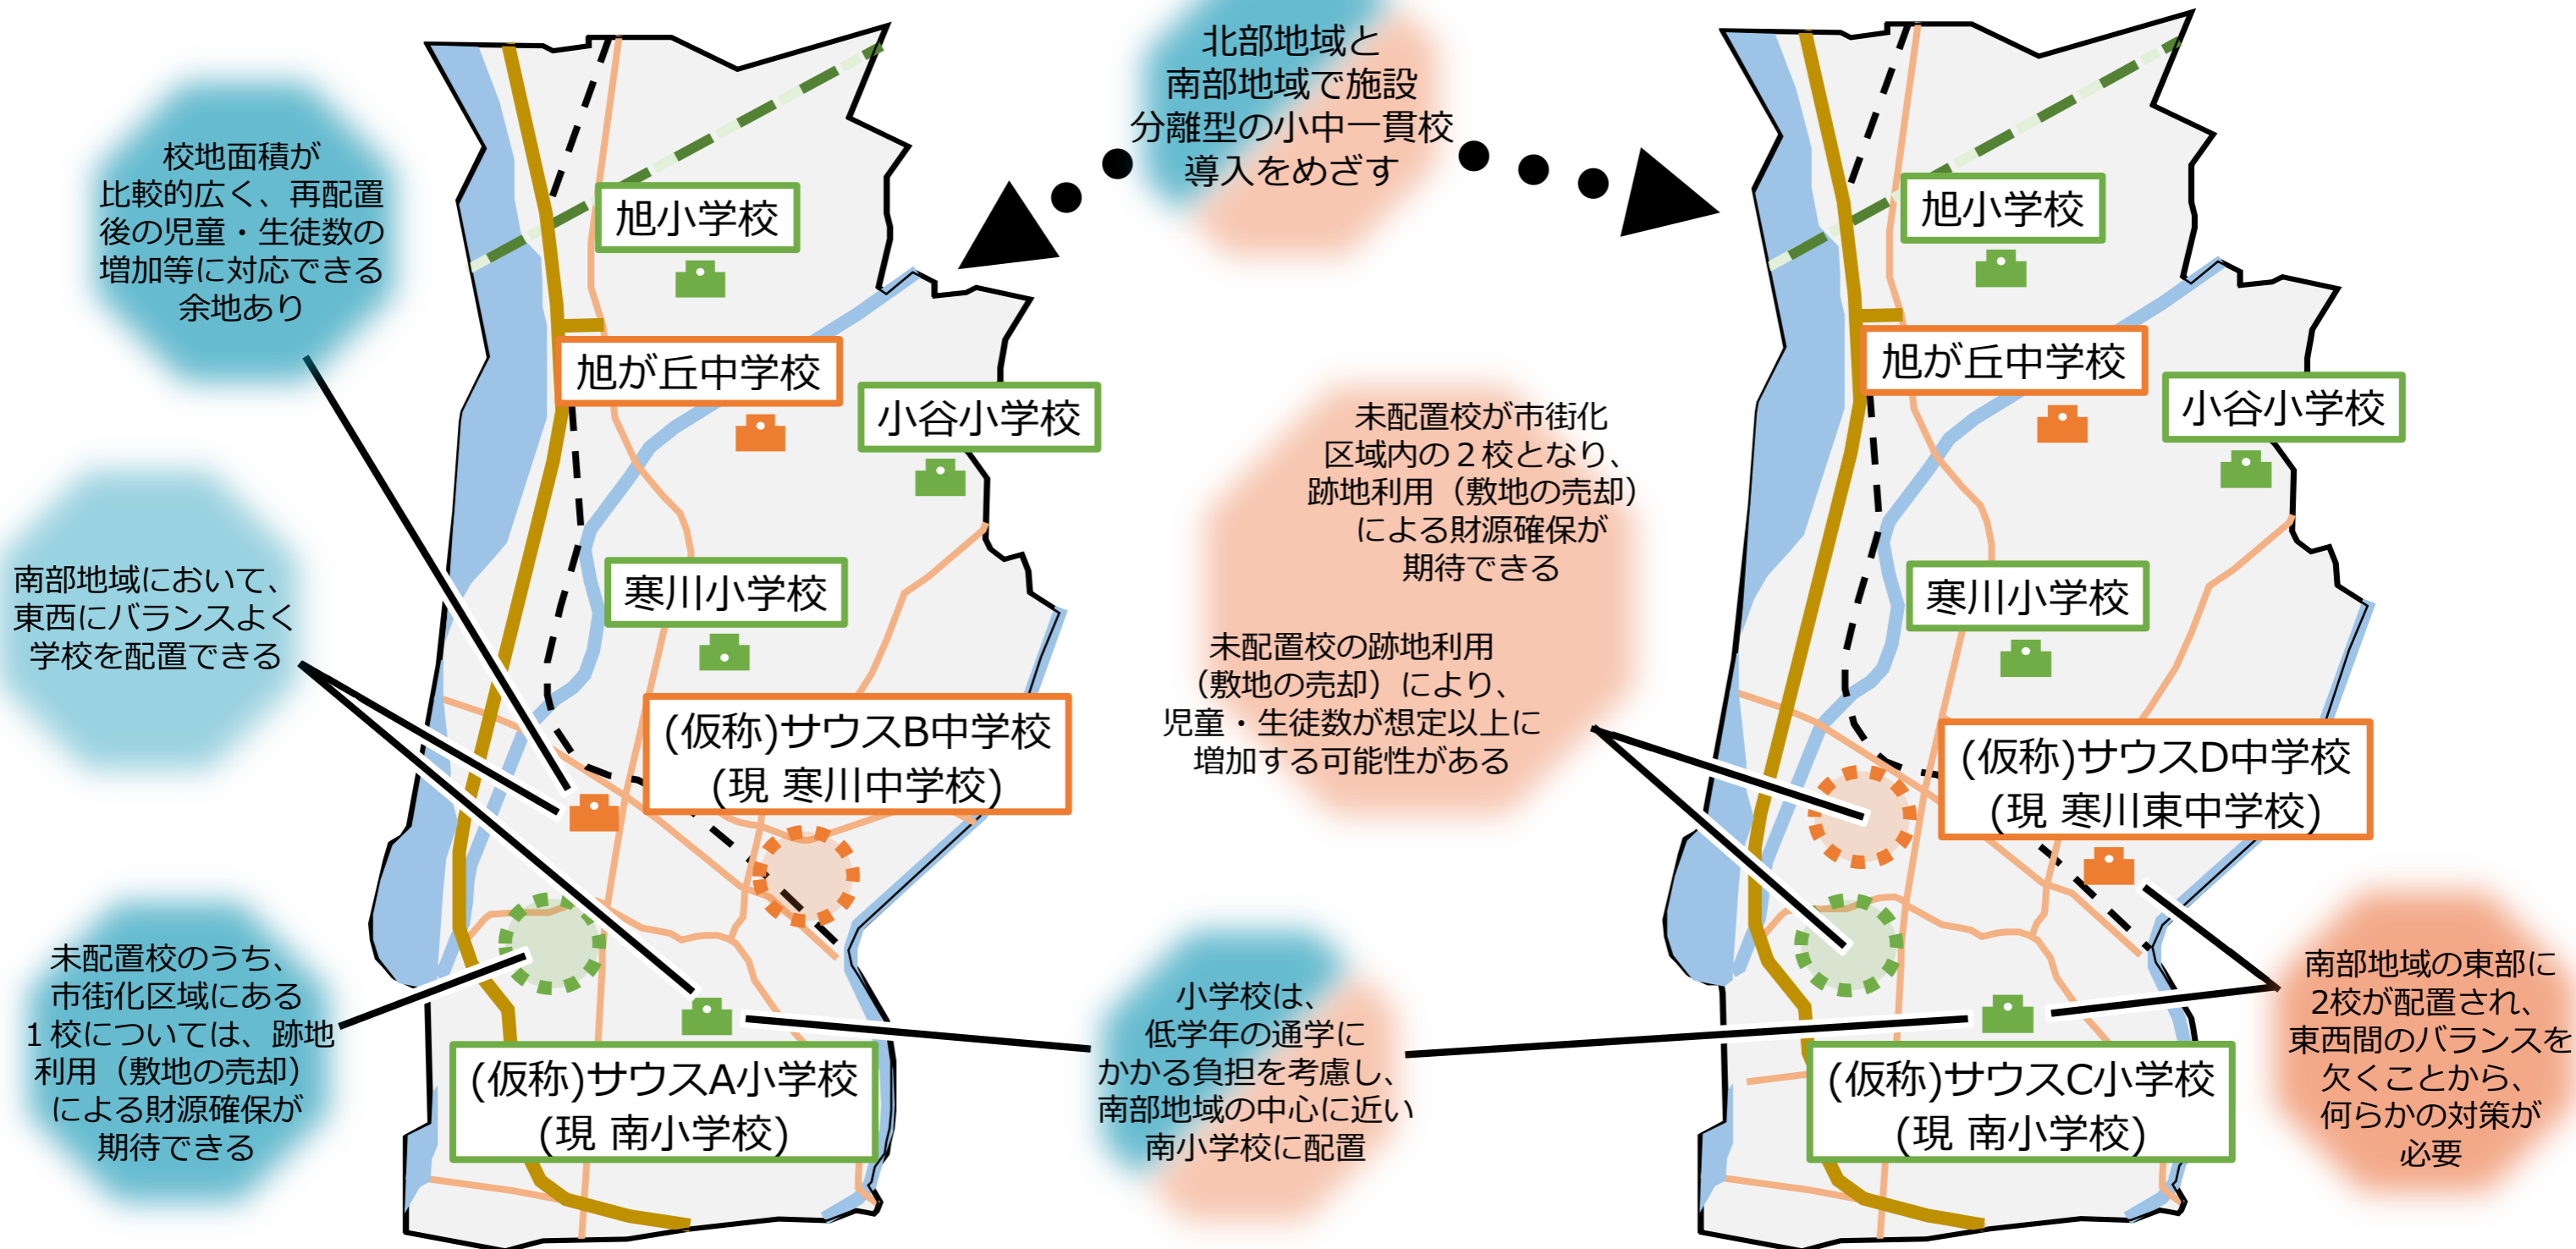 北部地域と
南部地域で施設
分離型の小中一貫校
導入をめざす
校地面積が
比較的広く、再配置
後の児童・生徒数の
増加等に対応できる
余地あり
南部地域において、
東西にバランスよく
学校を配置できる
未配置校のうち、
市街化区域にある
１校については、跡地
利用（敷地の売却）
による財源確保が
期待できる
旭小学校
旭が丘中学校
小谷小学校
寒川小学校
(仮称)サウスB中学校
(現 寒川中学校)
(仮称)サウスA小学校
(現 南小学校)
未配置校が市街化
区域内の２校となり、
跡地利用（敷地の売却）
による財源確保が
期待できる
未配置校の跡地利用
（敷地の売却）により、
児童・生徒数が想定以上に
増加する可能性がある
小学校は、
低学年の通学に
かかる負担を考慮し、
南部地域の中心に近い
南小学校に配置
旭小学校
旭が丘中学校
小谷小学校
寒川小学校
(仮称)サウスD中学校
(現 寒川東中学校)
(仮称)サウスC小学校
(現 南小学校)
南部地域の東部に
2校が配置され、
東西間のバランスを
欠くことから、
何らかの対策が
必要